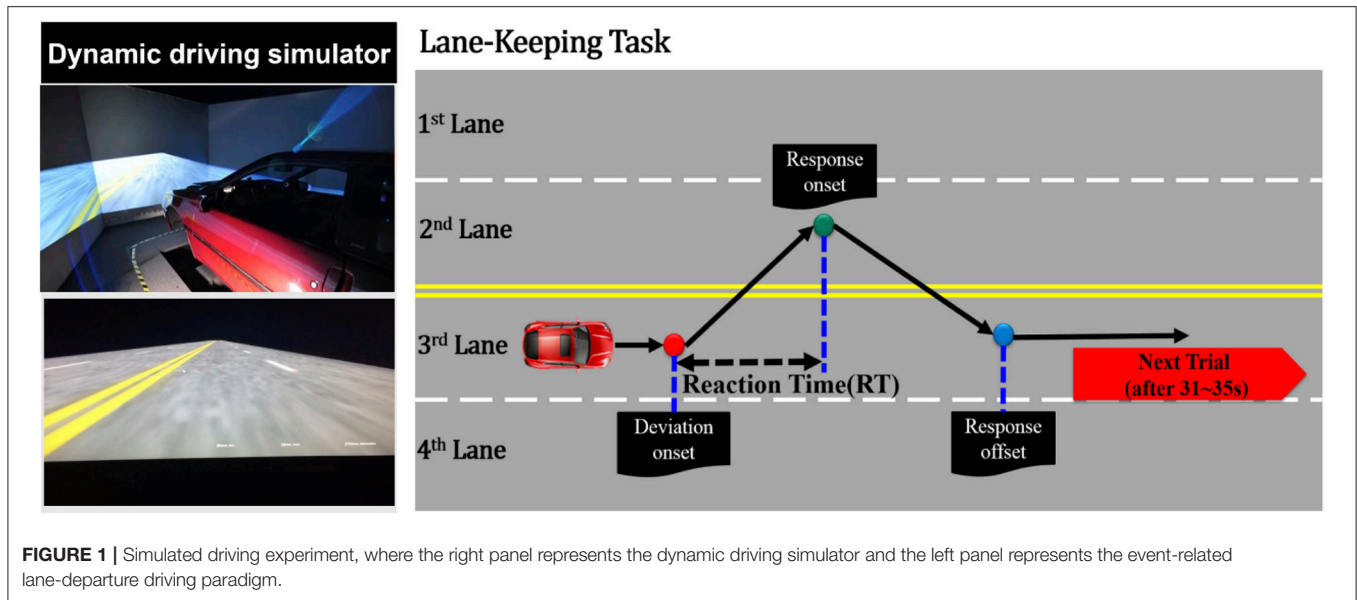 Dynamic driving simulator
Lane-Keeping Task
1st Lane
Response
onset
2nd Lane
3rd Lane
Reaction Time(RT)
Next Trial
(after 31~35s)
Deviation
onset
Response
offset
4th Lane
FIGURE 1 | Simulated driving experiment, where the right panel represents the dynamic driving simulator and the left panel represents the event-related
lane-departure driving paradigm.